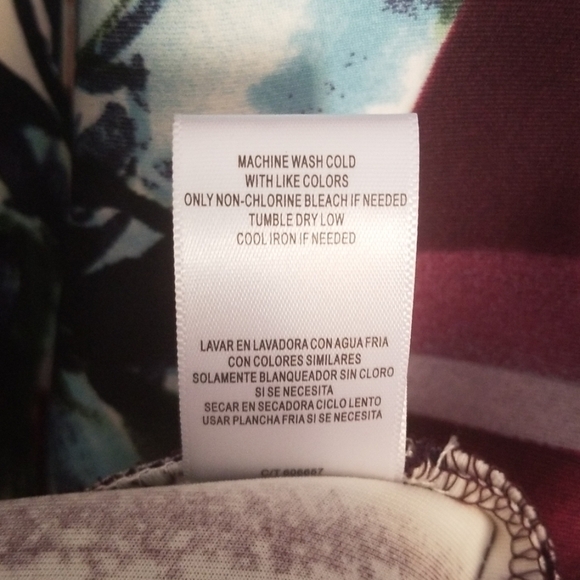 MACHINE WASH COLD
WITH LIKE COLORS
ONLY NON-CHLORINE BLEACH IF NEEDED
TUMBLE DRY LOW
COOL IRON IF NEEDED
LAVAR EN LAVADORA CON AGUA FRIA
CON COLORES SIMILARES
SOLAMENTE BLANQUEADOR SIN CLORO
SI SE NECESITA
SECAR EN SECADORA CICLO LENTO
USAR PLANCHA FRIA SI SE NECESITA